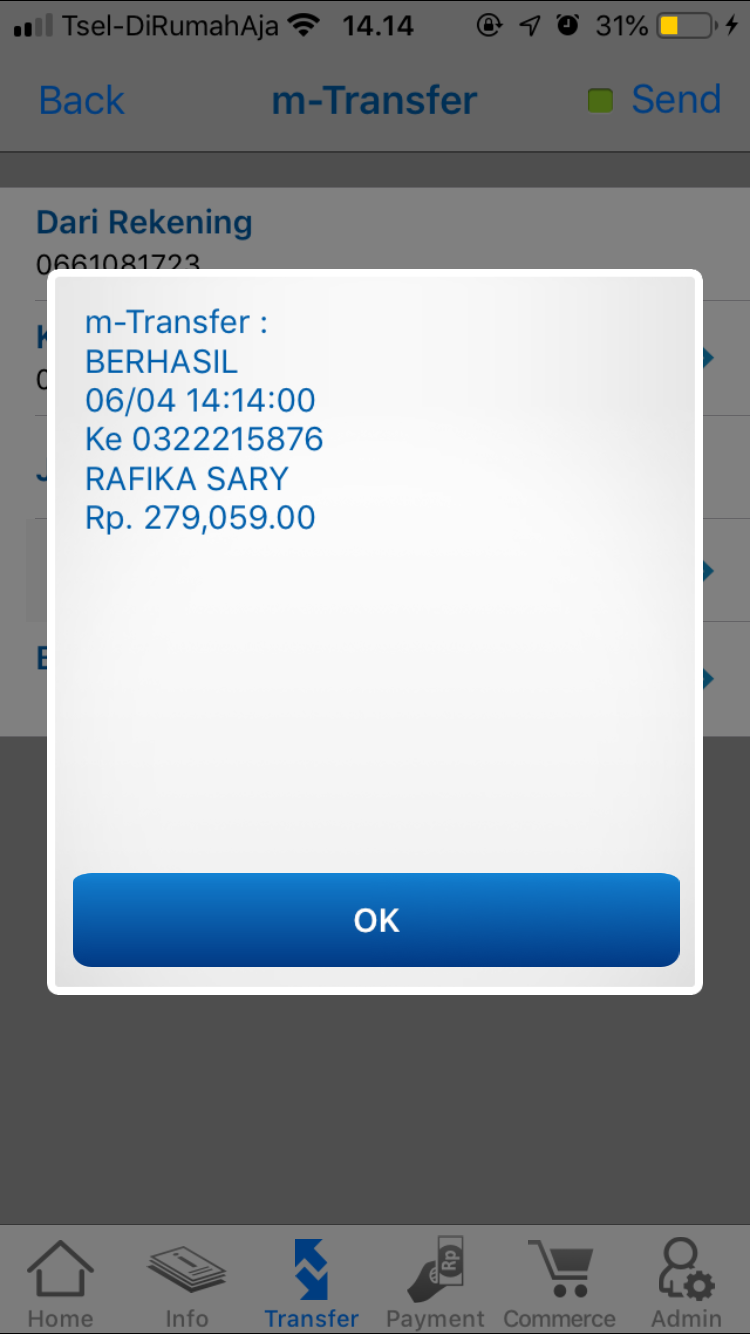 Tsel-DiRumahAja 14.14 31%
Back m-Transfer Send
Dari Rekening
0661081723
m-Transfer :
BERHASIL
06/04 14:14:00
Ke 0322215876
RAFIKA SARY
Rp. 279,059.00
OK
Rp
Home Info Transfer Payment Commerce Admin